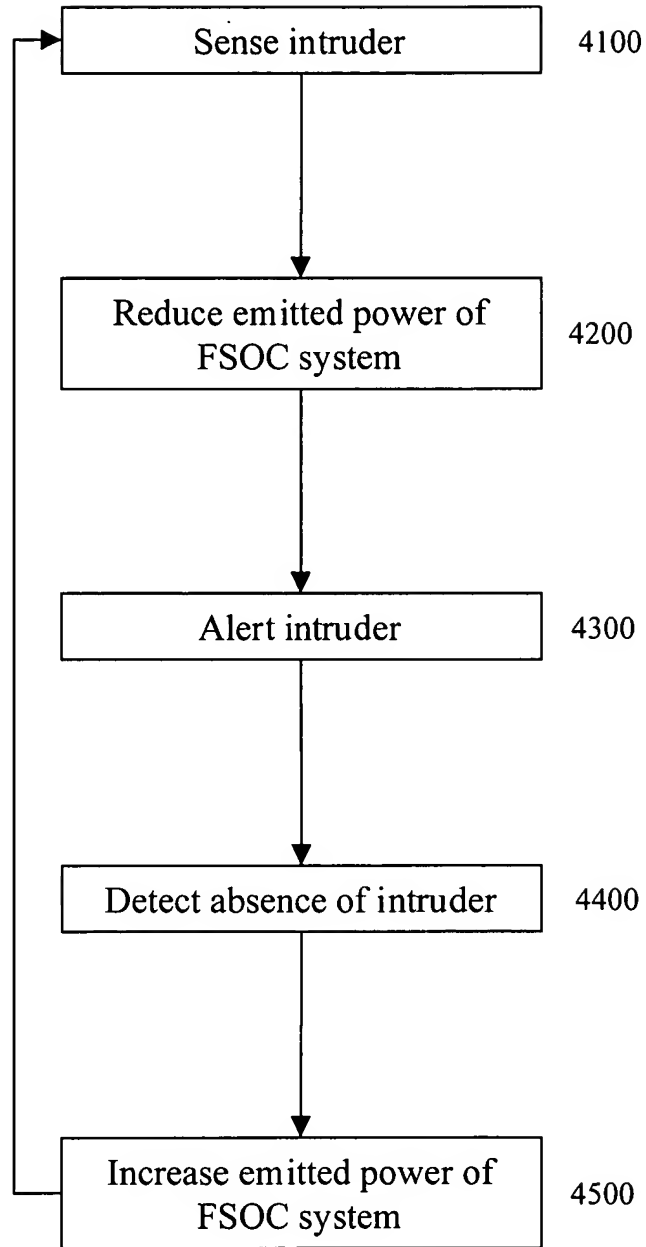 Sense intruder 4100
Reduce emitted power of
FSOC system
4200
Alert intruder 4300
Detect absence of intruder 4400
Increase emitted power of
FSOC system
4500